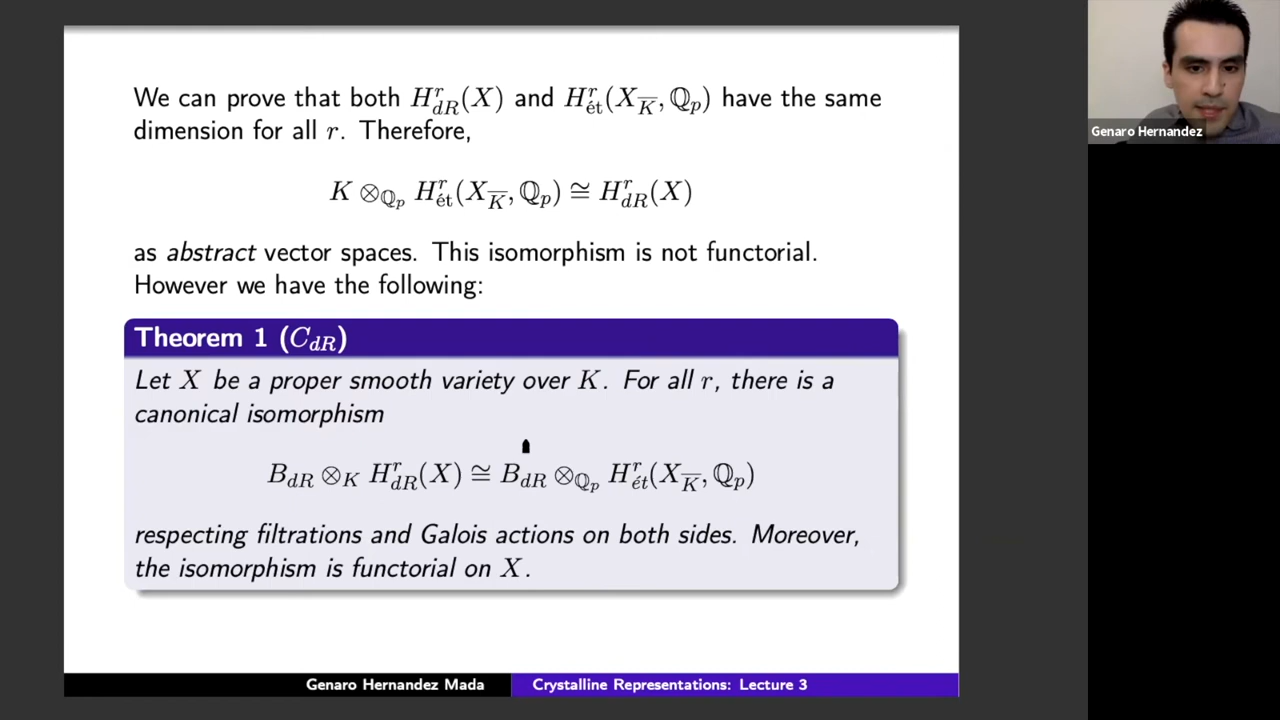 We can prove that both $H^r_{dR}(X)$ and $H^r_{\text{ét}}(X_{\overline{K}}, \mathbb{Q}_p)$ have the same
dimension for all $r$. Therefore,
$K \otimes_{\mathbb{Q}_p} H^r_{\text{ét}}(X_{\overline{K}}, \mathbb{Q}_p) \cong H^r_{dR}(X)$
as abstract vector spaces. This isomorphism is not functorial.
However we have the following:
Theorem 1 ($C_{dR}$)
Let $X$ be a proper smooth variety over $K$. For all $r$, there is a
canonical isomorphism
$B_{dR} \otimes_K H^r_{dR}(X) \cong B_{dR} \otimes_{\mathbb{Q}_p} H^r_{\text{ét}}(X_{\overline{K}}, \mathbb{Q}_p)$
respecting filtrations and Galois actions on both sides. Moreover,
the isomorphism is functorial on $X$.
Genaro Hernandez Mada
Crystalline Representations: Lecture 3
Genaro Hernandez